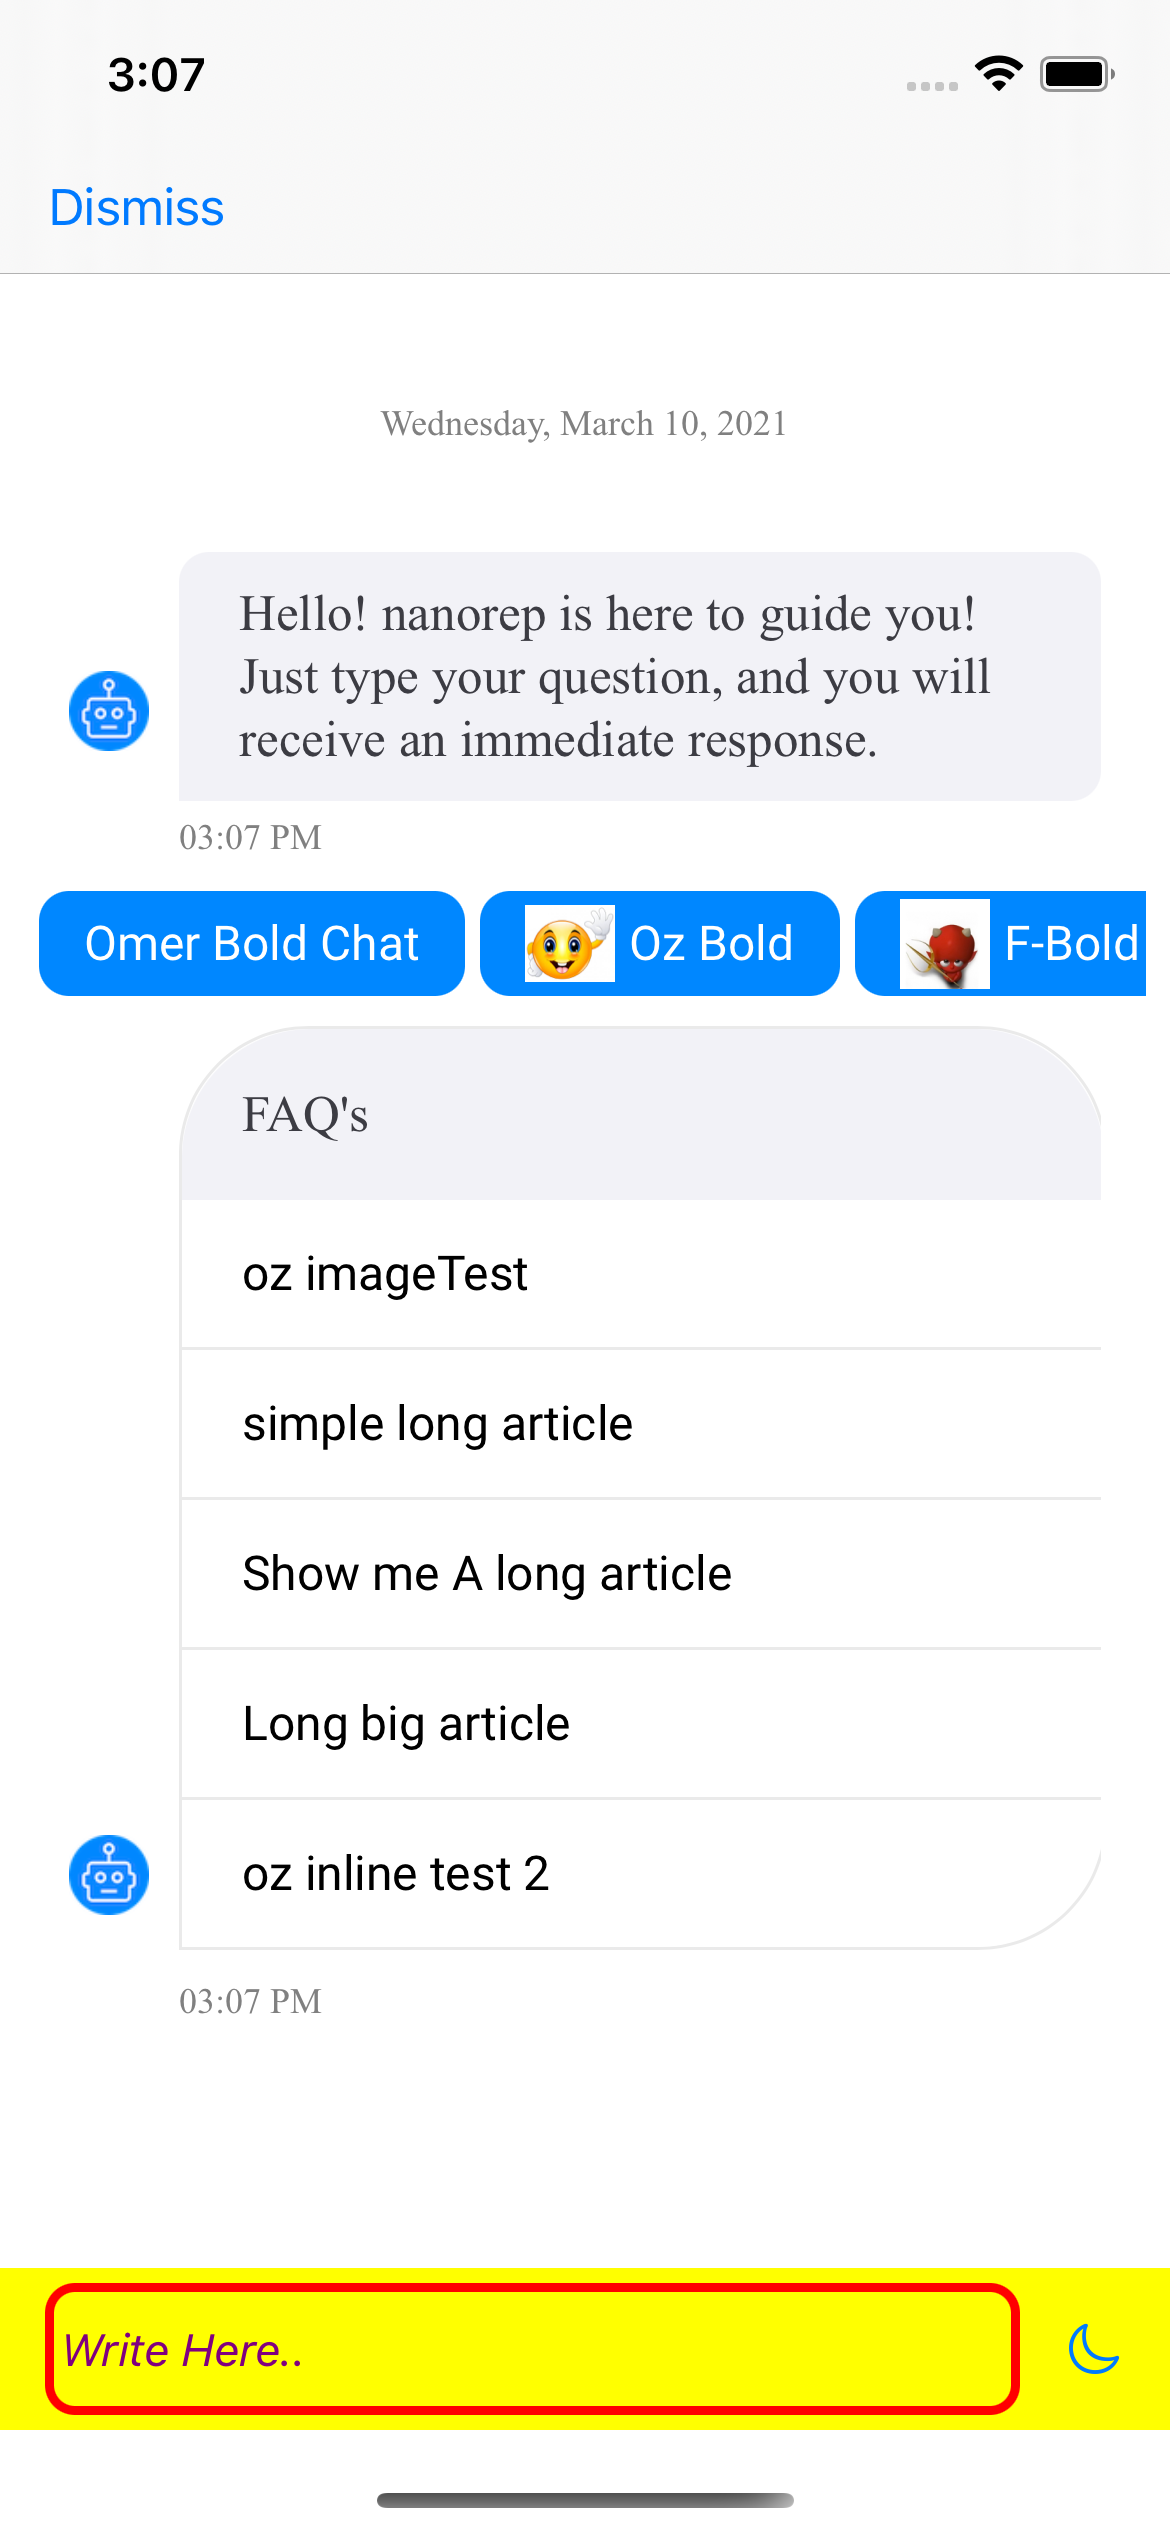 3:07
Dismiss
Wednesday, March 10, 2021
Hello! nanorep is here to guide you!
Just type your question, and you will
receive an immediate response.
03:07 PM
Omer Bold Chat Oz Bold F-Bold
FAQ's
oz imageTest
simple long article
Show me A long article
Long big article
oz inline test 2
03:07 PM
Write Here..